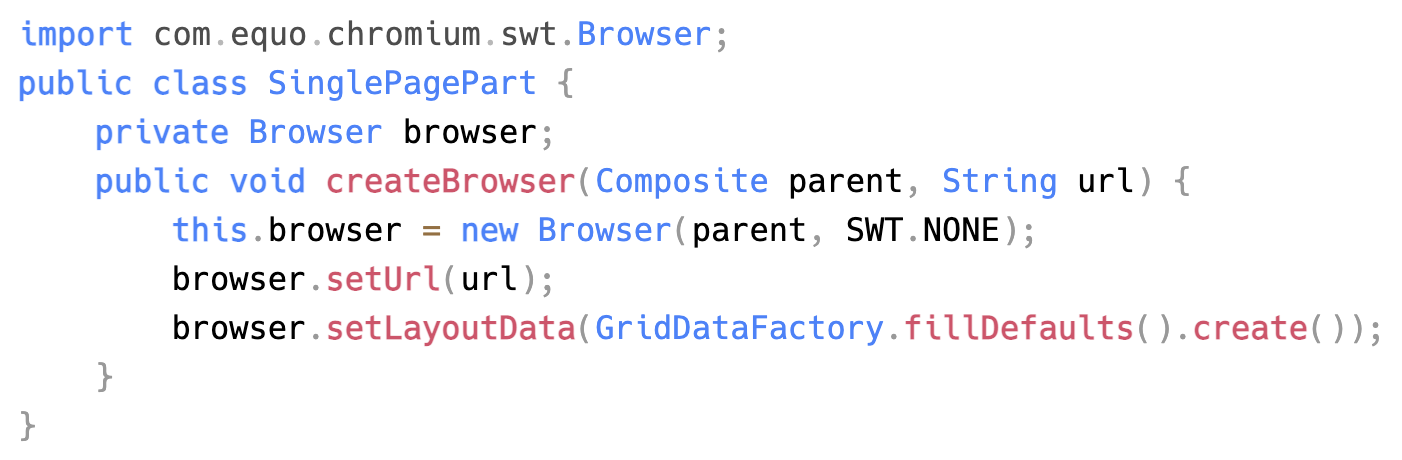 import com.equo.chromium.swt.Browser;
public class SinglePagePart {
    private Browser browser;
    public void createBrowser(Composite parent, String url) {
        this.browser = new Browser(parent, SWT.NONE);
        browser.setUrl(url);
        browser.setLayoutData(GridDataFactory.fillDefaults().create());
    }
}